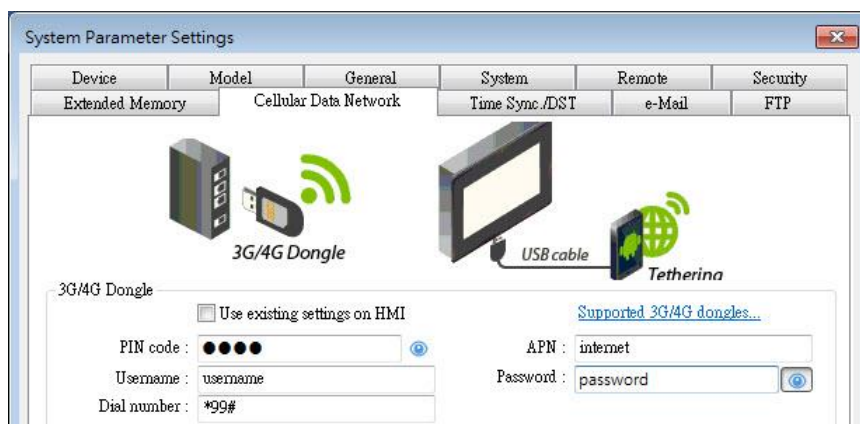 System Parameter Settings
Device Model General System Remote Security
Extended Memory Cellular Data Network Time Sync./DST e-Mail FTP
3G/4G Dongle USB cable Tethering
3G/4G Dongle
Use existing settings on HMI Supported 3G/4G dongles...
PIN code : ●●●● APN : internet
Username : username Password : password
Dial number : *99#